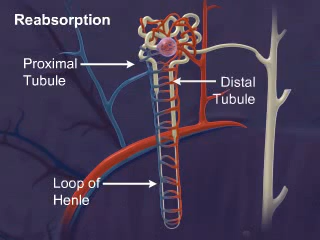 Reabsorption
Proximal
Tubule
Distal
Tubule
Loop of
Henle